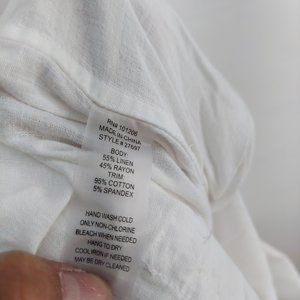 RN# 101206
MADE IN CHINA
STYLE # 27697
BODY:
55% LINEN
45% RAYON
TRIM:
95% COTTON
5% SPANDEX
HAND WASH COLD
ONLY NON-CHLORINE
BLEACH WHEN NEEDED
HANG TO DRY
COOL IRON IF NEEDED
MAY BE DRY CLEANED